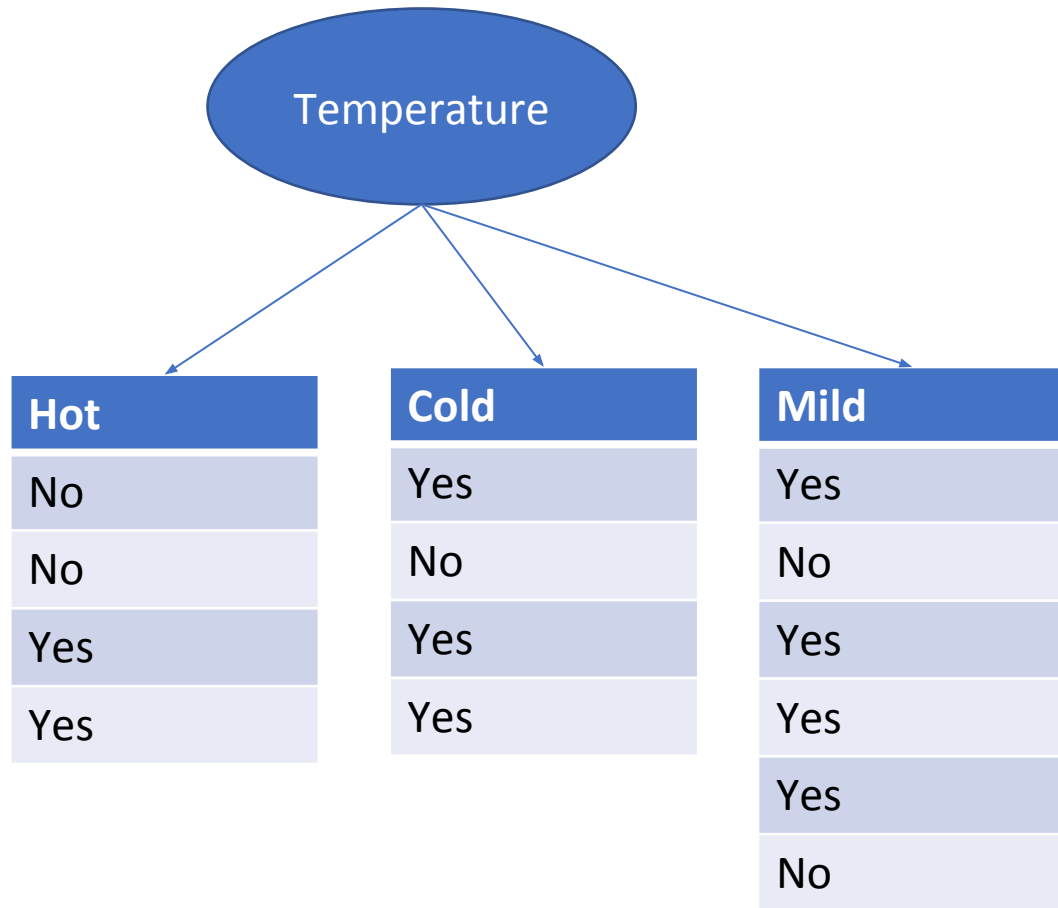 Temperature
Hot
No
No
Yes
Yes
Cold
Yes
No
Yes
Yes
Mild
Yes
No
Yes
Yes
Yes
No